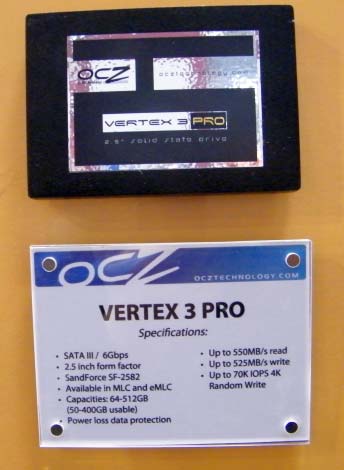 OCZ
ocztechnology.com
VERTEX 3 PRO
2.5" Solid State Drive
OCZ
OCZTECHNOLOGY.COM
VERTEX 3 PRO
Specifications:
• SATA III / 6Gbps
• 2.5 inch form factor
• SandForce SF-2582
• Available in MLC and eMLC
• Capacities: 64-512GB
(50-400GB usable)
• Power loss data protection
• Up to 550MB/s read
• Up to 525MB/s write
• Up to 70K IOPS 4K
Random Write